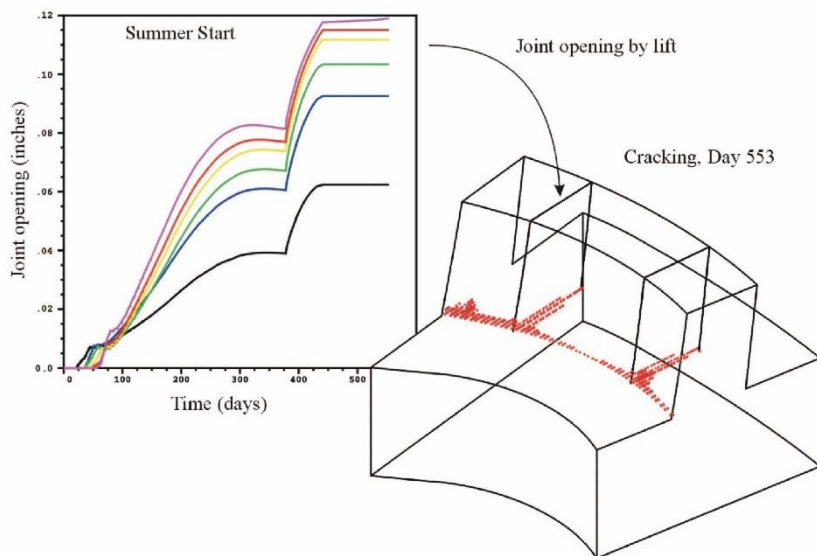 .12
Summer Start
.10
.08
.06
.04
.02
0.0
Joint opening (inches)
0 100 200 300 400 500
Time (days)
Joint opening by lift
Cracking, Day 553